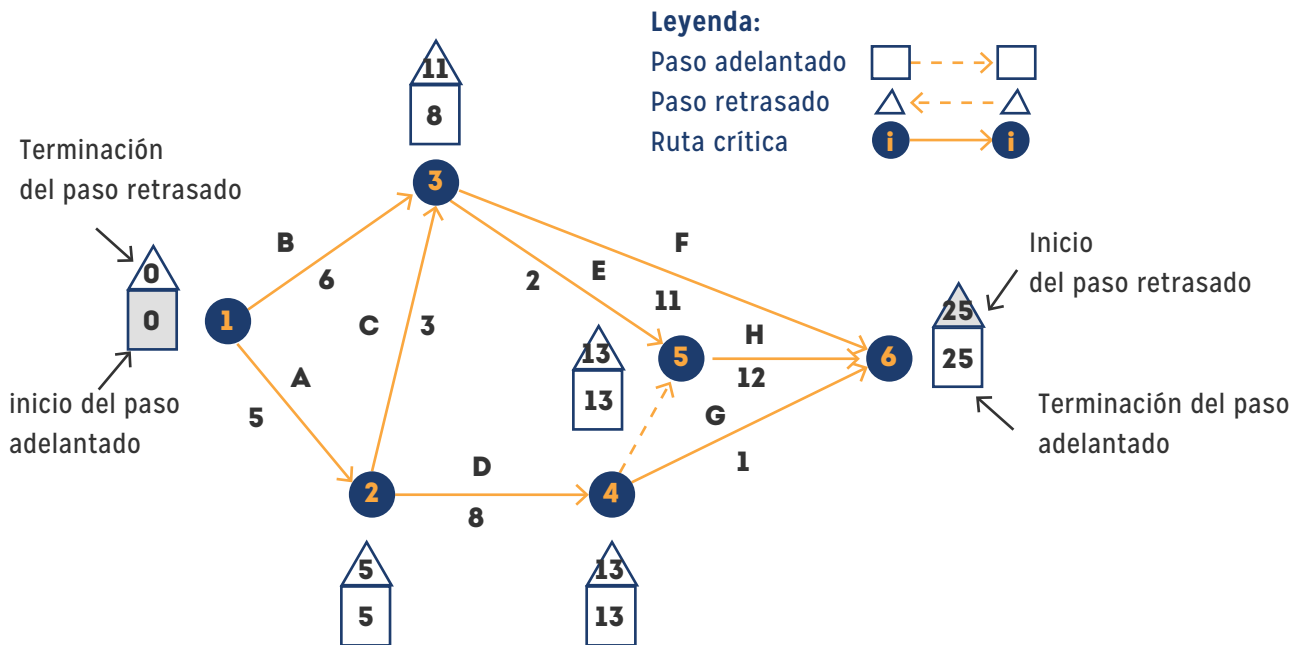 Leyenda:
Paso adelantado
Paso retrasado
Ruta crítica
i
i
11
8
Terminación
del paso retrasado
3
B
6
F
Inicio
del paso retrasado
0
0
1
2
E
11
C
3
25
25
13
13
5
H
12
6
A
5
inicio del paso
adelantado
G
1
Terminación del paso
adelantado
2
D
8
4
5
5
13
13